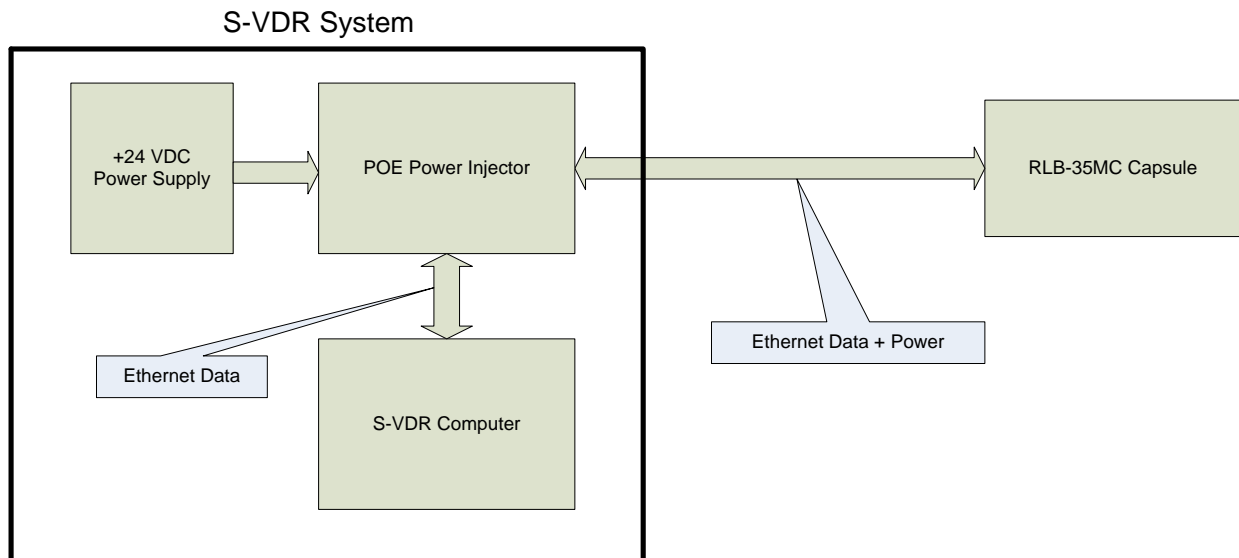 S-VDR System
+24 VDC
Power Supply
POE Power Injector
RLB-35MC Capsule
Ethernet Data
Ethernet Data + Power
S-VDR Computer